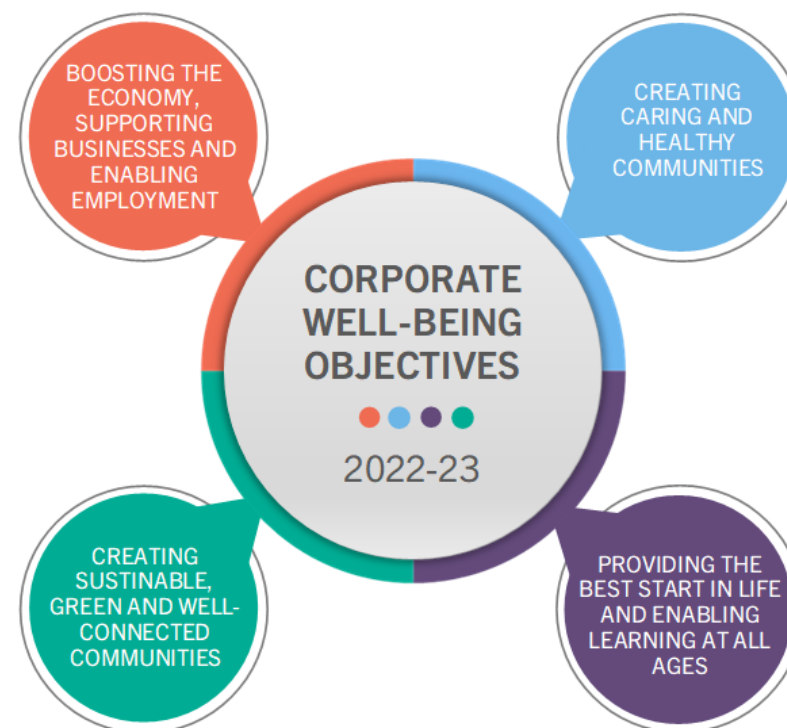 BOOSTING THE
ECONOMY,
SUPPORTING
BUSINESSES AND
ENABLING
EMPLOYMENT
CREATING
CARING AND
HEALTHY
COMMUNITIES
CORPORATE
WELL-BEING
OBJECTIVES
2022-23
CREATING
SUSTINABLE,
GREEN AND WELL-
CONNECTED
COMMUNITIES
PROVIDING THE
BEST START IN LIFE
AND ENABLING
LEARNING AT ALL
AGES